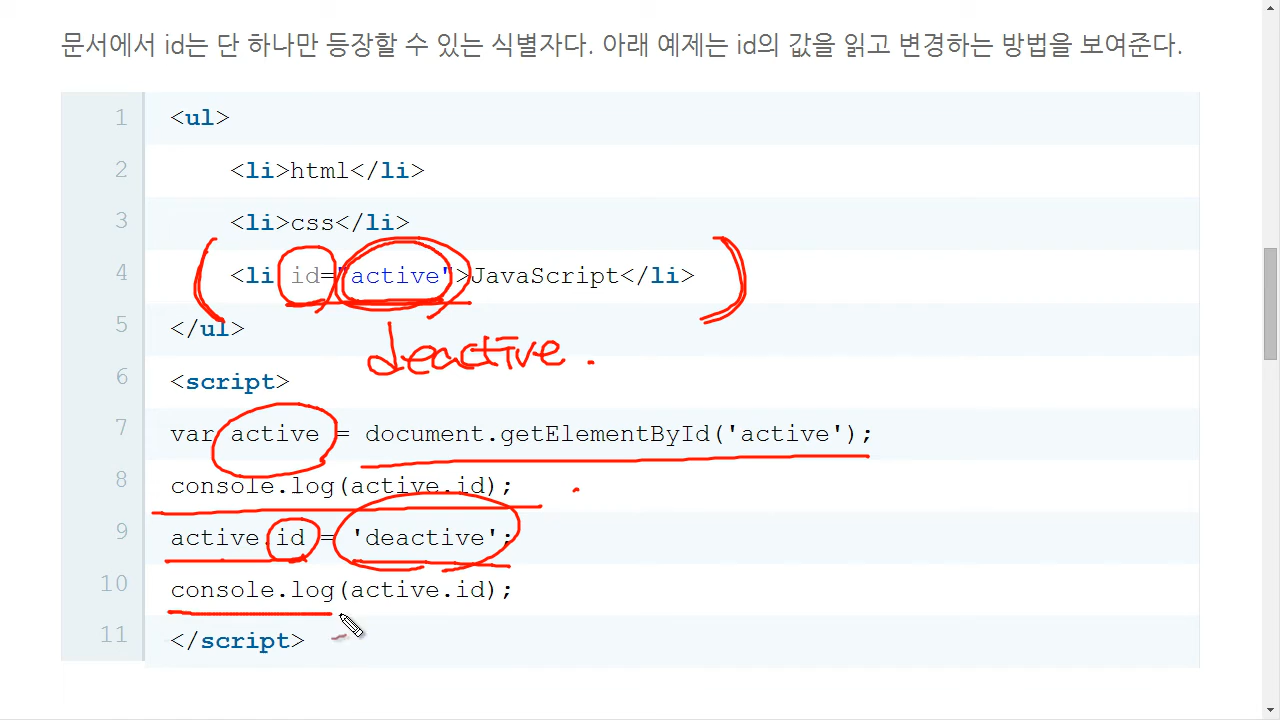 문서에서 id는 단 하나만 등장할 수 있는 식별자다. 아래 예제는 id의 값을 읽고 변경하는 방법을 보여준다.
1 <ul>
2 <li>html</li>
3 <li>css</li>
4 <li id="active">JavaScript</li>
5 </ul>
deactive.
6 <script>
7 var active = document.getElementById('active');
8 console.log(active.id);
9 active.id = 'deactive';
10 console.log(active.id);
11 </script>